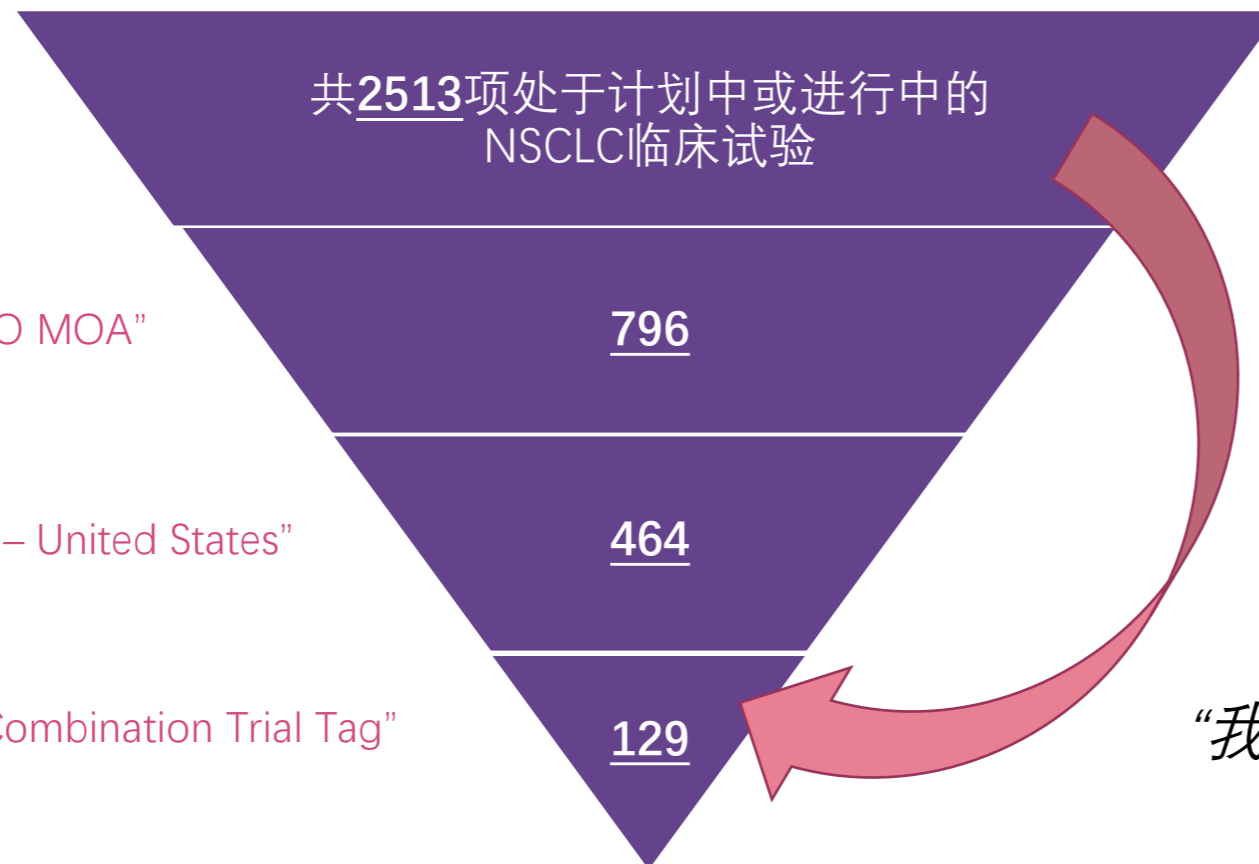 共2513项处于计划中或进行中的
NSCLC临床试验
O MOA”
796
– United States”
464
Combination Trial Tag”
129
“我